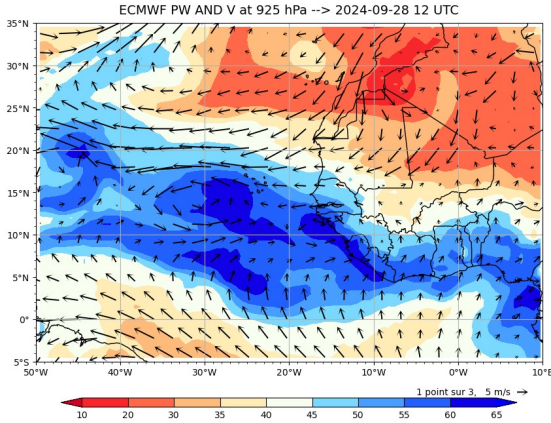 ECMWF PW AND V at 925 hPa --> 2024-09-28 12 UTC
35°N
30°N
25°N
20°N
15°N
10°N
5°N
0°
5°S
50°W 40°W 30°W 20°W 10°W 0°W 10°E
1 point sur 3, 5 m/s
10 20 30 35 40 45 50 55 60 65